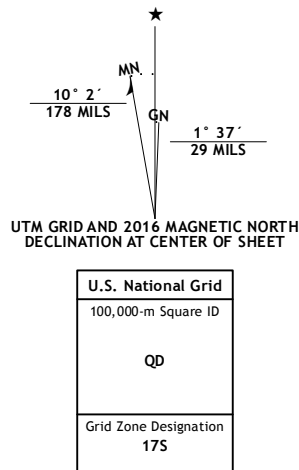 ★
MN
10° 2´
178 MILS
GN
1° 37´
29 MILS
UTM GRID AND 2016 MAGNETIC NORTH
DECLINATION AT CENTER OF SHEET
U.S. National Grid
100,000-m Square ID
QD
Grid Zone Designation
17S